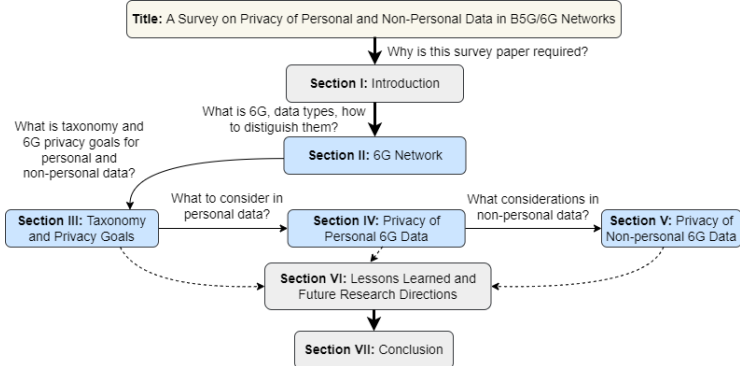 Title: A Survey on Privacy of Personal and Non-Personal Data in B5G/6G Networks
Why is this survey paper required?
Section I: Introduction
What is 6G, data types, how
to distiguish them?
What is taxonomy and
6G privacy goals for
personal and
non-personal data?
Section II: 6G Network
What to consider in
personal data?
What considerations in
non-personal data?
Section III: Taxonomy
and Privacy Goals
Section IV: Privacy of
Personal 6G Data
Section V: Privacy of
Non-personal 6G Data
Section VI: Lessons Learned and
Future Research Directions
Section VII: Conclusion